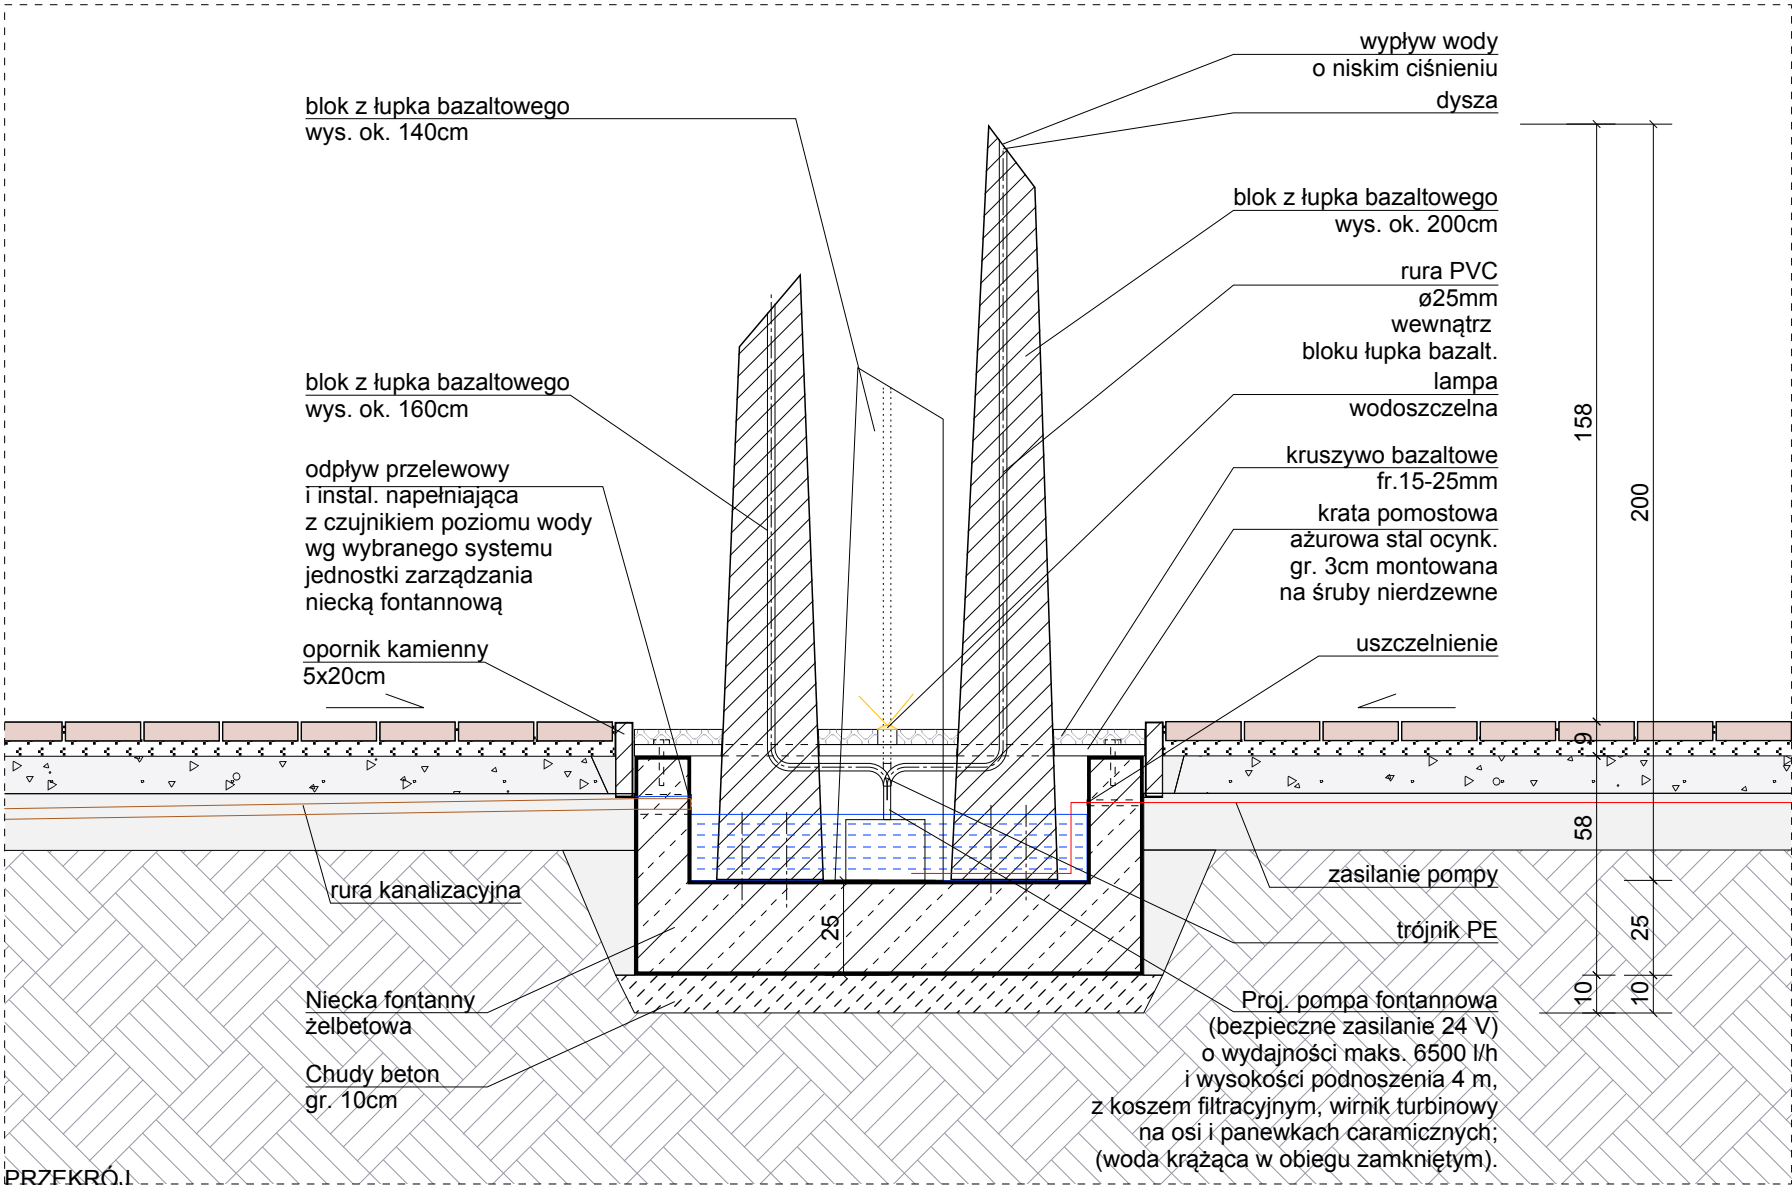 blok z łupka bazaltowego
wys. ok. 140cm
blok z łupka bazaltowego
wys. ok. 160cm
odpływ przelewowy
i instal. napełniająca
z czujnikiem poziomu wody
wg wybranego systemu
jednostki zarządzania
niecką fontannową
opornik kamienny
5x20cm
rura kanalizacyjna
Niecka fontanny
żelbetowa
Chudy beton
gr. 10cm
wypływ wody
o niskim ciśnieniu
dysza
blok z łupka bazaltowego
wys. ok. 200cm
rura PVC
ø25mm
wewnątrz
bloku łupka bazalt.
lampa
wodoszczelna
kruszywo bazaltowe
fr.15-25mm
krata pomostowa
ażurowa stal ocynk.
gr. 3cm montowana
na śruby nierdzewne
uszczelnienie
zasilanie pompy
trójnik PE
Proj. pompa fontannowa
(bezpieczne zasilanie 24 V)
o wydajności maks. 6500 l/h
i wysokości podnoszenia 4 m,
z koszem filtracyjnym, wirnik turbinowy
na osi i panewkach caramicznych;
(woda krążąca w obiegu zamkniętym).
158
200
9
58
25
25
10
10
PRZEKRÓJ